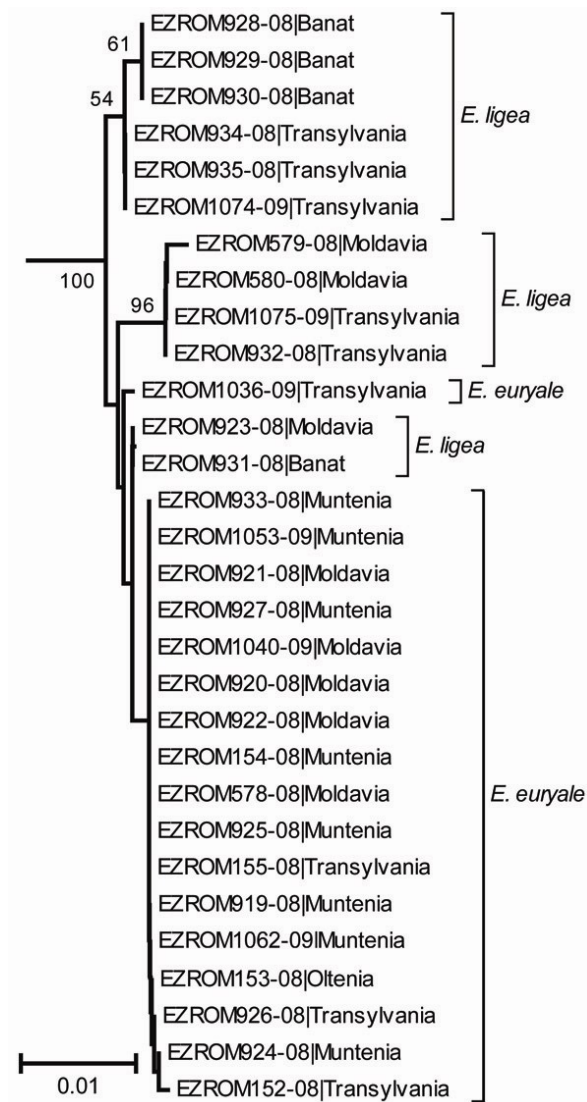 EZROM928-08|Banat
61
EZROM929-08|Banat
EZROM930-08|Banat
54
E. ligea
EZROM934-08|Transylvania
EZROM935-08|Transylvania
EZROM1074-09|Transylvania
EZROM579-08|Moldavia
100
EZROM580-08|Moldavia
96
E. ligea
EZROM1075-09|Transylvania
EZROM932-08|Transylvania
EZROM1036-09|Transylvania
E. euryale
EZROM923-08|Moldavia
E. ligea
EZROM931-08|Banat
EZROM933-08|Muntenia
EZROM1053-09|Muntenia
EZROM921-08|Moldavia
EZROM927-08|Muntenia
EZROM1040-09|Moldavia
EZROM920-08|Moldavia
EZROM922-08|Moldavia
EZROM154-08|Muntenia
EZROM578-08|Moldavia
E. euryale
EZROM925-08|Muntenia
EZROM155-08|Transylvania
EZROM919-08|Muntenia
EZROM1062-09|Muntenia
EZROM153-08|Oltenia
EZROM926-08|Transylvania
EZROM924-08|Muntenia
EZROM152-08|Transylvania
0.01